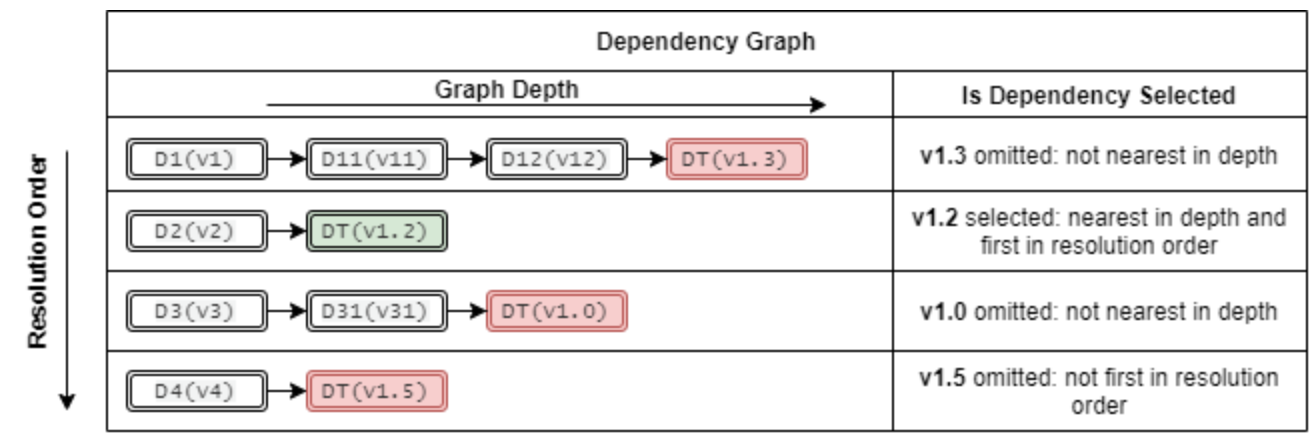 Dependency Graph
Graph Depth
Is Dependency Selected
Resolution Order
D1(v1) D11(v11) D12(v12) DT(v1.3)
v1.3 omitted: not nearest in depth
D2(v2) DT(v1.2)
v1.2 selected: nearest in depth and
first in resolution order
D3(v3) D31(v31) DT(v1.0)
v1.0 omitted: not nearest in depth
D4(v4) DT(v1.5)
v1.5 omitted: not first in resolution
order